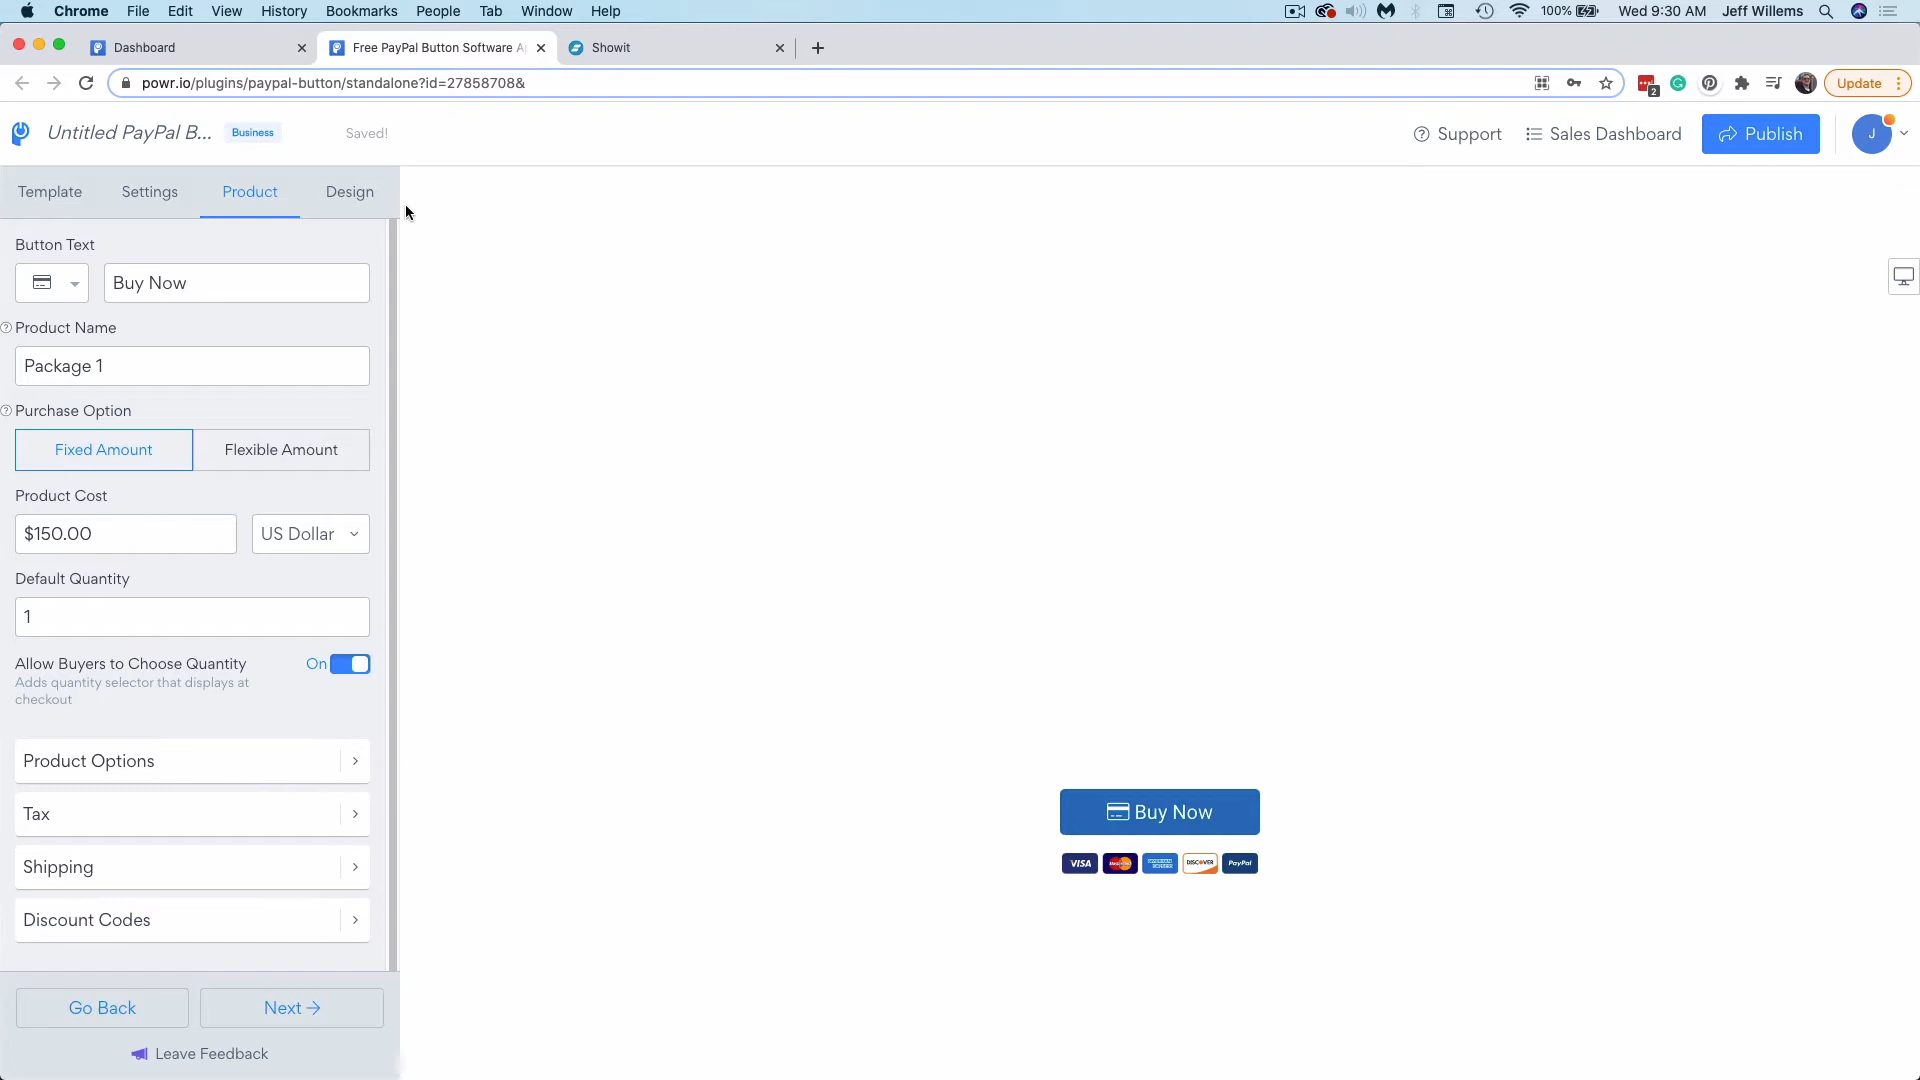 Chrome File Edit View History Bookmarks People Tab Window Help 100% Wed 9:30 AM Jeff Willems
Dashboard Free PayPal Button Software A Showit
powr.io/plugins/paypal-button/standalone?id=27858708& 2 Update
Untitled PayPal B... Business Saved! Support Sales Dashboard Publish J
Template Settings Product Design
Button Text
Buy Now
Product Name
Package 1
Purchase Option
Fixed Amount Flexible Amount
Product Cost
$150.00 US Dollar
Default Quantity
1
Allow Buyers to Choose Quantity On
Adds quantity selector that displays at
checkout
Product Options
Tax
Shipping
Discount Codes
Go Back Next
Leave Feedback
Buy Now
VISA MasterCard AMERICAN EXPRESS DISCOVER PayPal